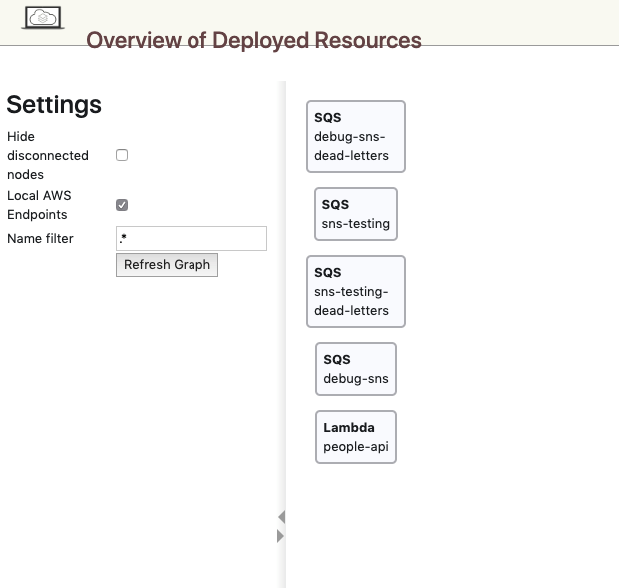 Overview of Deployed Resources
Settings
Hide
disconnected
nodes
Local AWS
Endpoints
Name filter
.*
Refresh Graph
SQS
debug-sns-
dead-letters
SQS
sns-testing
SQS
sns-testing-
dead-letters
SQS
debug-sns
Lambda
people-api